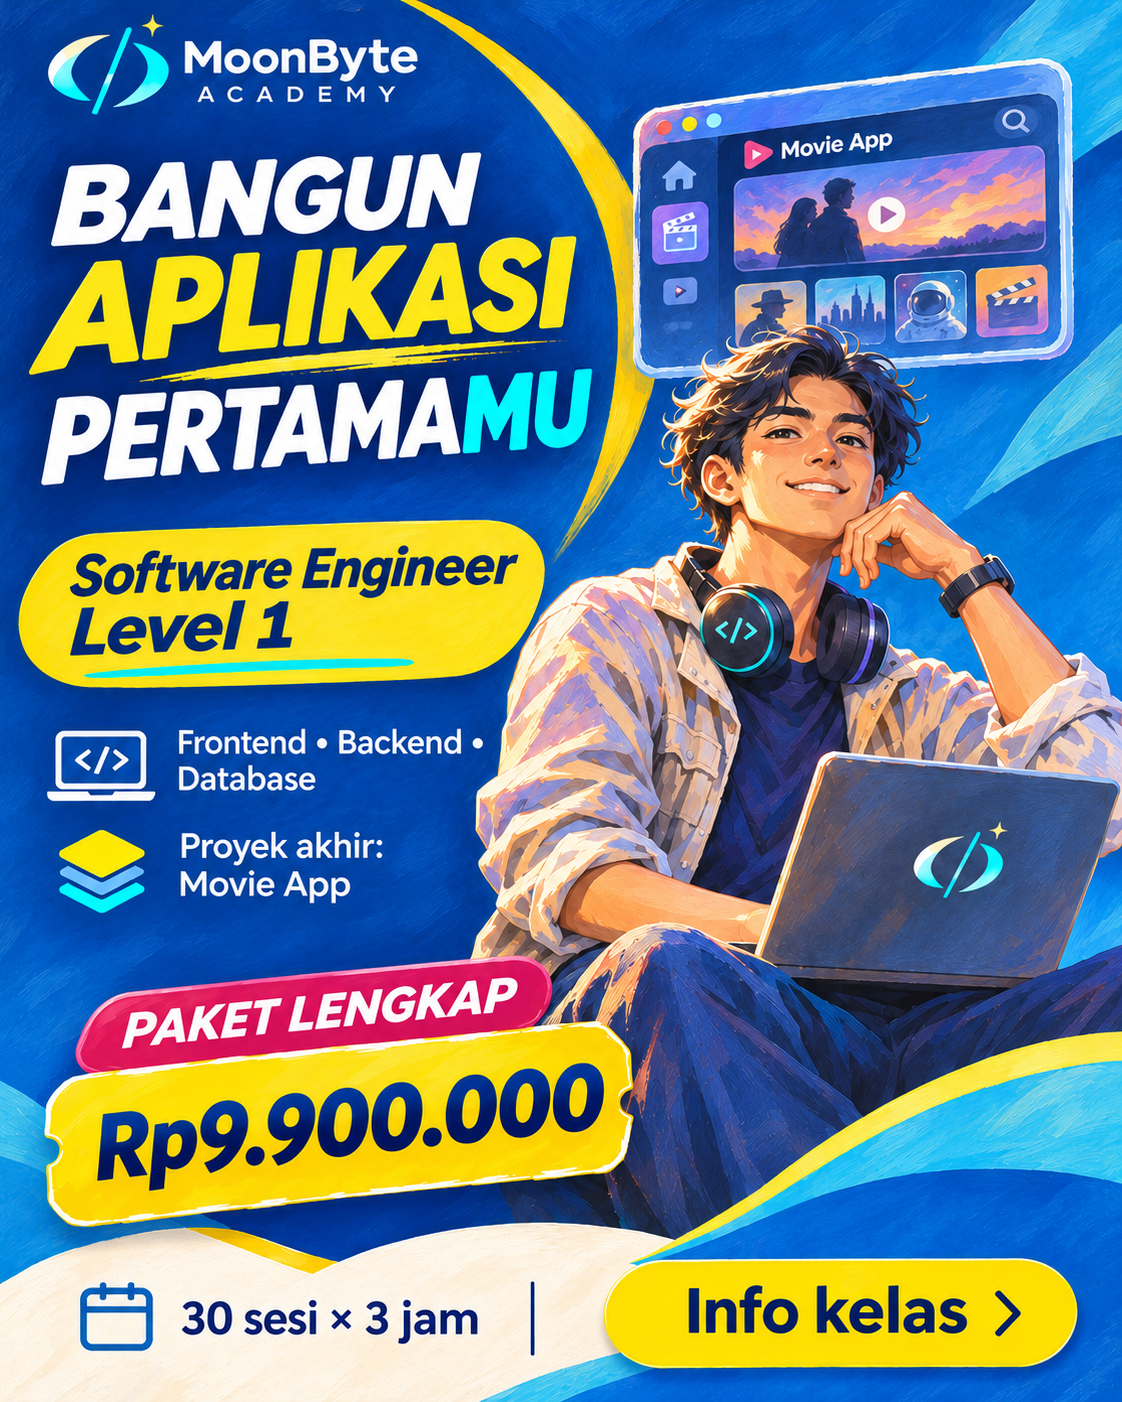 MoonByte
ACADEMY
BANGUN
APLIKASI
PERTAMAMU
Movie App
Software Engineer
Level 1
</>
Frontend • Backend •
Database
Proyek akhir:
Movie App
</>
PAKET LENGKAP
Rp9.900.000
30 sesi × 3 jam
Info kelas